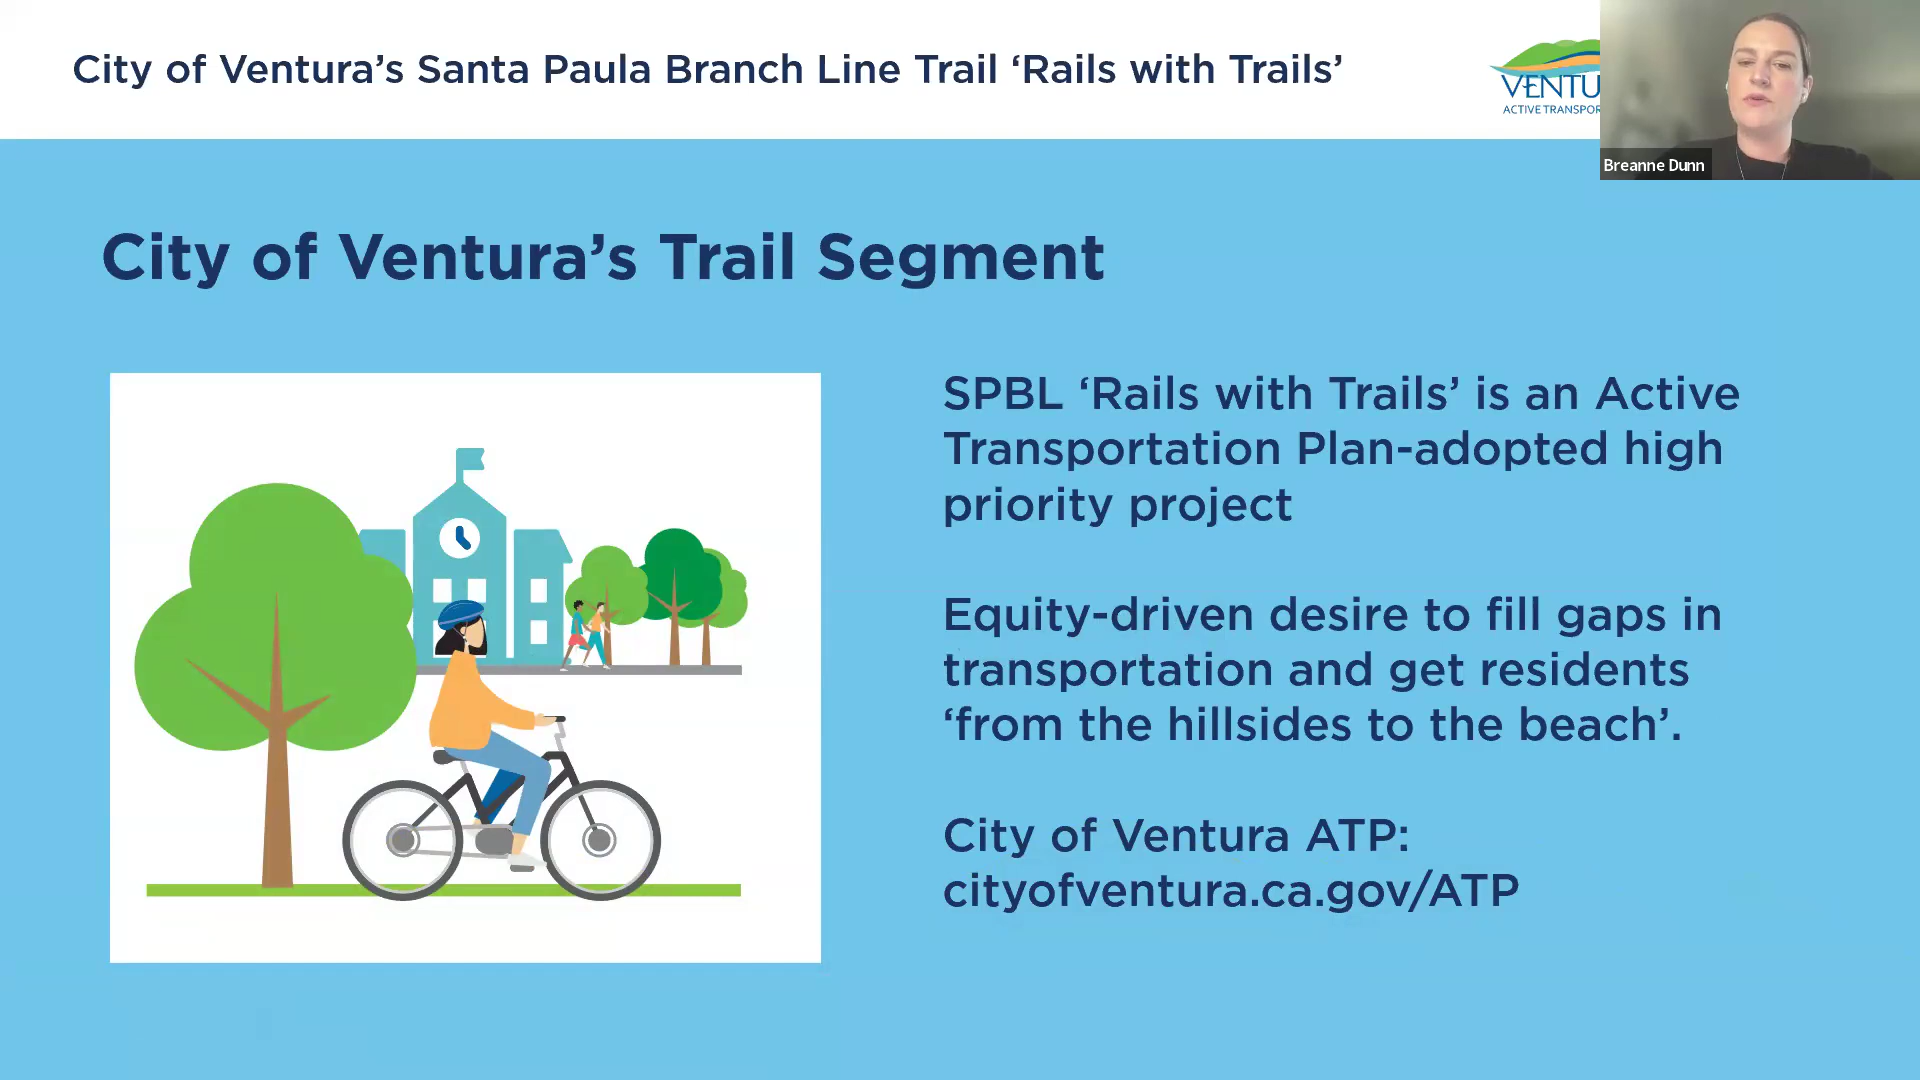 City of Ventura’s Santa Paula Branch Line Trail ‘Rails with Trails’
Breanne Dunn
City of Ventura’s Trail Segment
SPBL ‘Rails with Trails’ is an Active
Transportation Plan-adopted high
priority project
Equity-driven desire to fill gaps in
transportation and get residents
‘from the hillsides to the beach’.
City of Ventura ATP:
cityofventura.ca.gov/ATP